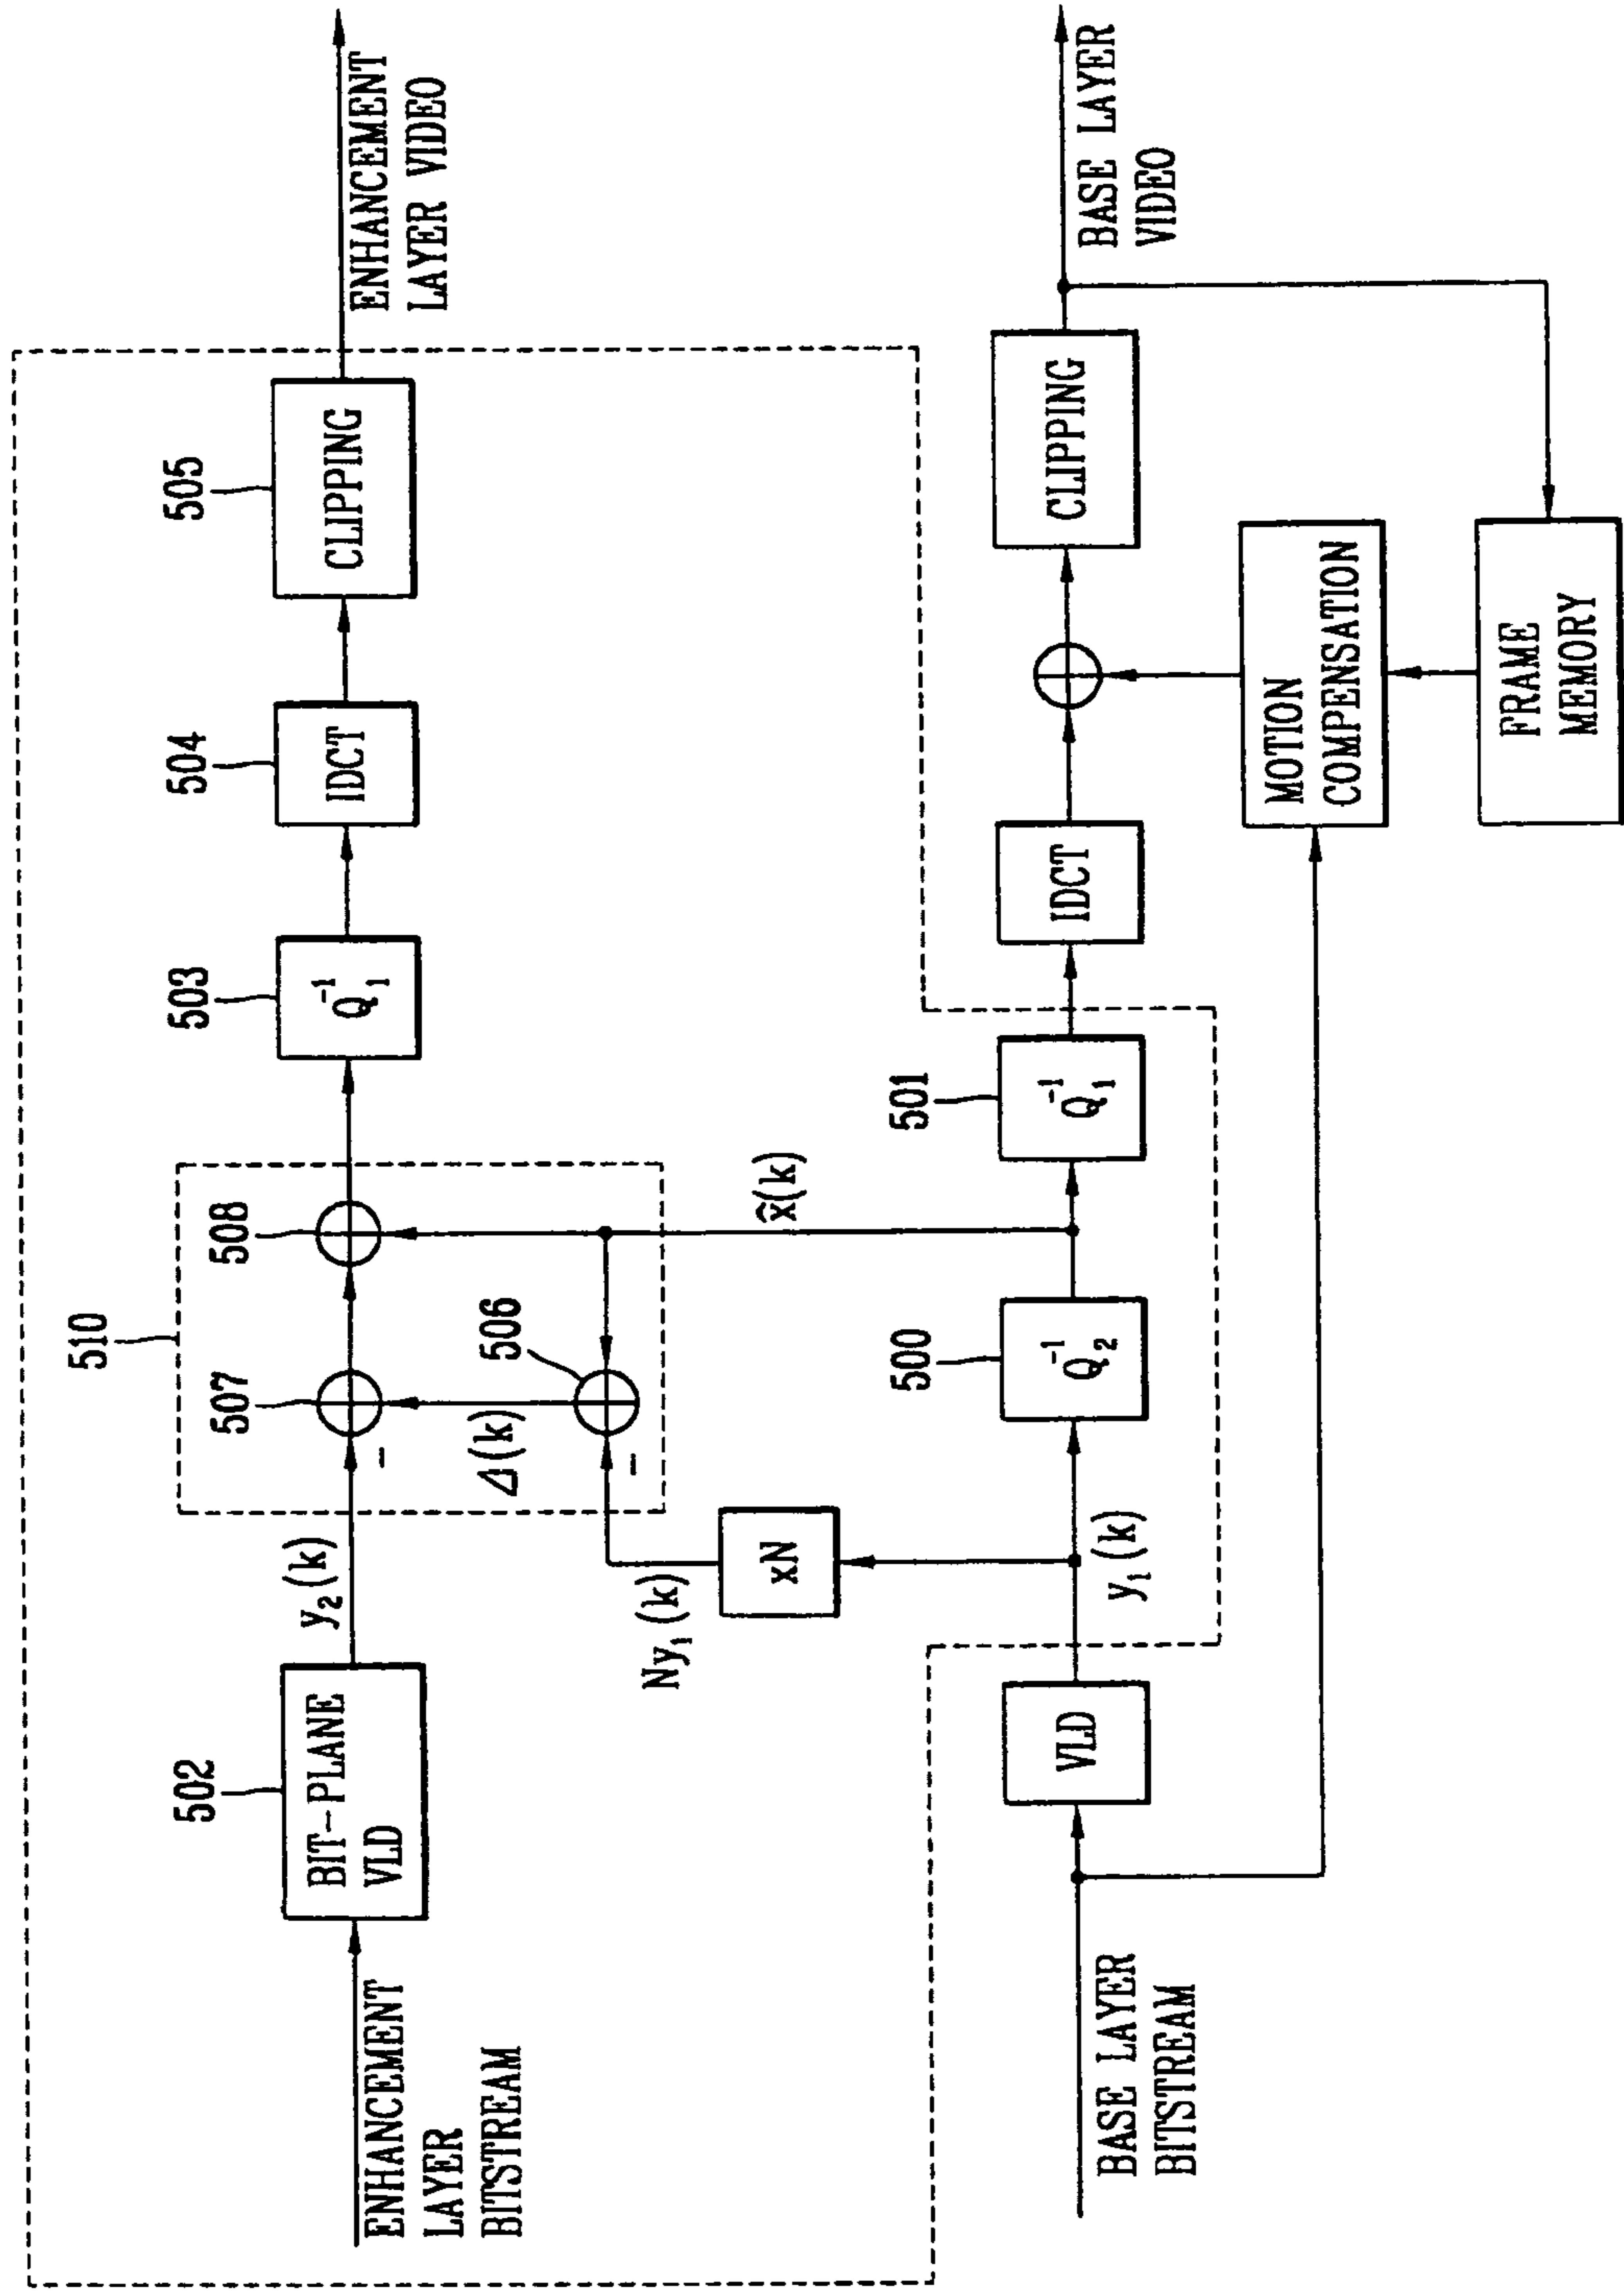 510
502
BIT-PLANE
VLD
ENHANCEMENT
LAYER
BITSTREAM
y₂(k)
507
-
508
503
Q₁⁻¹
504
IDCT
505
CLIPPING
ENHANCEMENT
LAYER VIDEO
Δ(k)
506
-
Ny₁(k)
xN
x̂(k)
BASE LAYER
BITSTREAM
VLD
y₁(k)
500
Q₂⁻¹
501
Q₁⁻¹
IDCT
CLIPPING
BASE LAYER
VIDEO
MOTION
COMPENSATION
FRAME
MEMORY